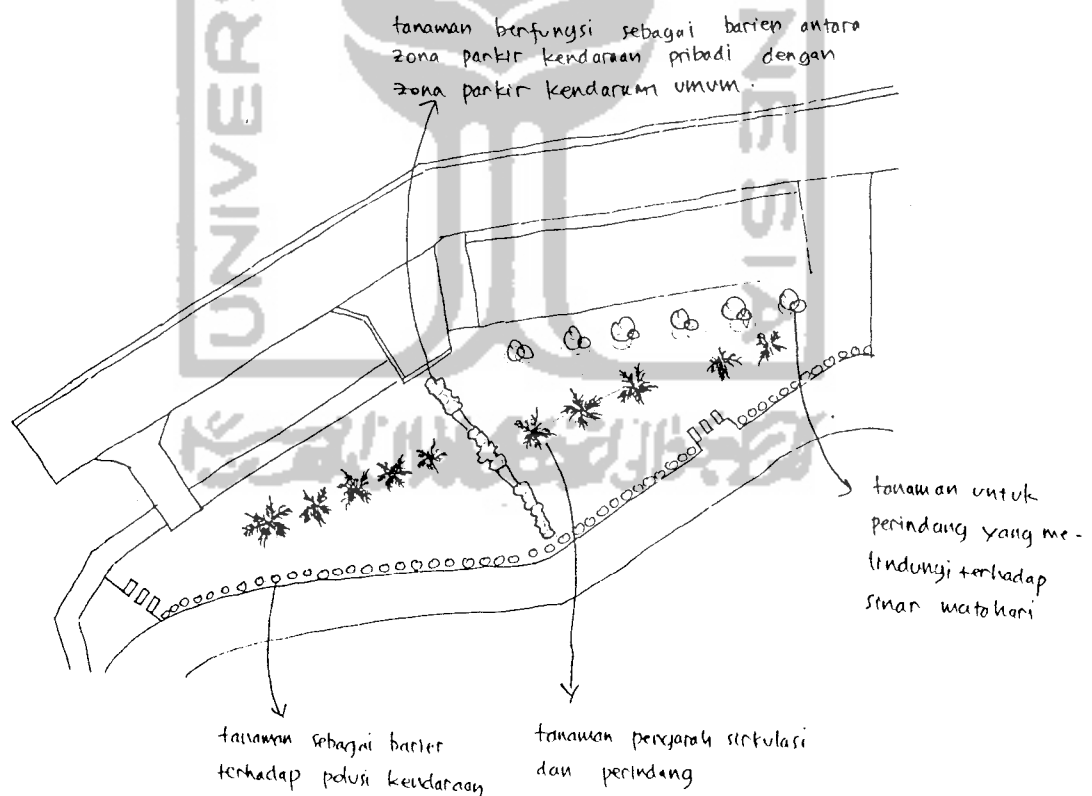 tanaman berfungsi sebagai barier antara
zona parkir kendaraan pribadi dengan
zona parkir kendaraan umum.
tanaman untuk
perindang yang me-
lindungi terhadap
sinar matahari
tanaman sebagai barier
terhadap polusi kendaraan
tanaman pengarah sirkulasi
dan perindang
UNIVERS